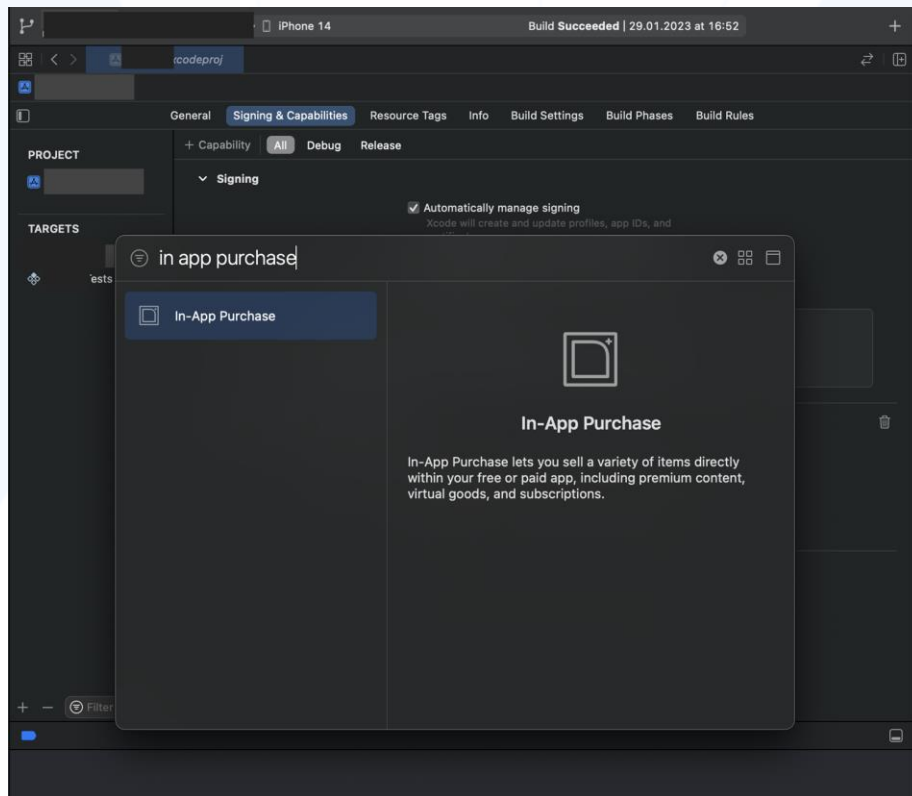 iPhone 14
Build Succeeded | 29.01.2023 at 16:52
xcodeproj
General Signing & Capabilities Resource Tags Info Build Settings Build Phases Build Rules
+ Capability All Debug Release
PROJECT
Signing
Automatically manage signing
Xcode will create and update profiles, app IDs, and
TARGETS
in app purchase
ests
In-App Purchase
In-App Purchase
In-App Purchase lets you sell a variety of items directly
within your free or paid app, including premium content,
virtual goods, and subscriptions.
Filter